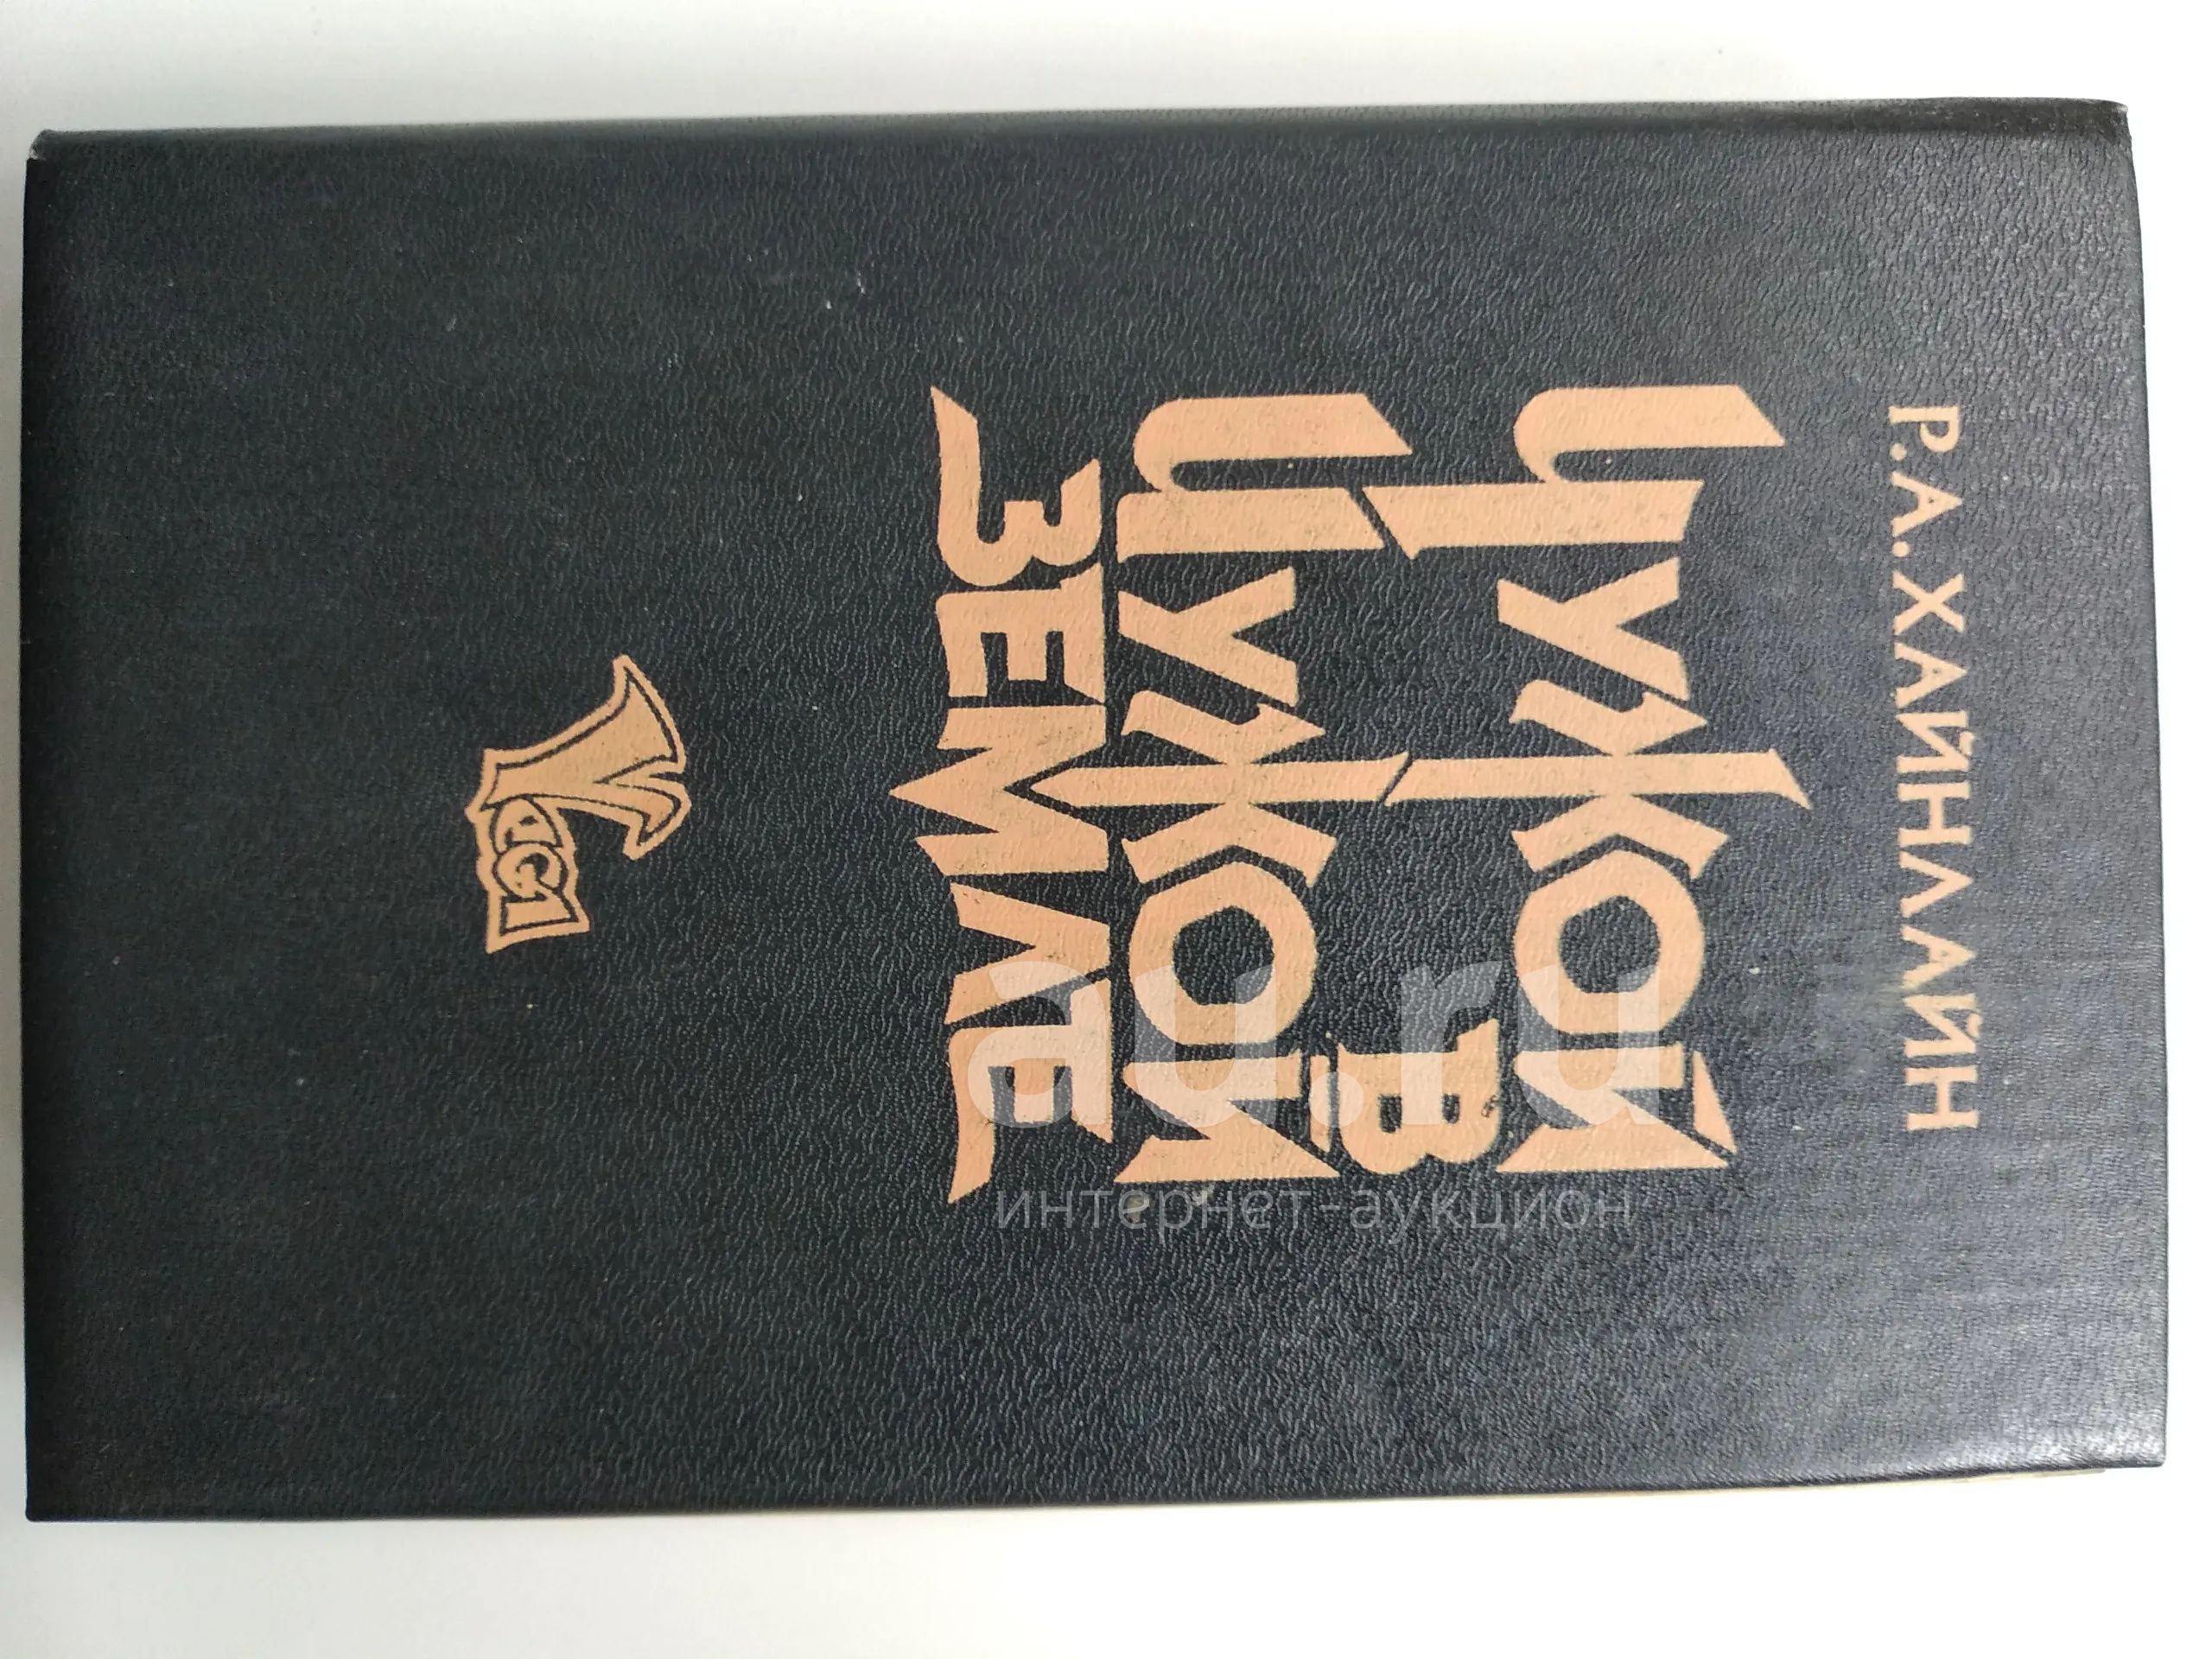 Р.А.ХАЙНЛАЙН
ЧУЖОЙ
В
ЧУЖОЙ
ЗЕМЛЕ
au.ru
интернет-аукцион